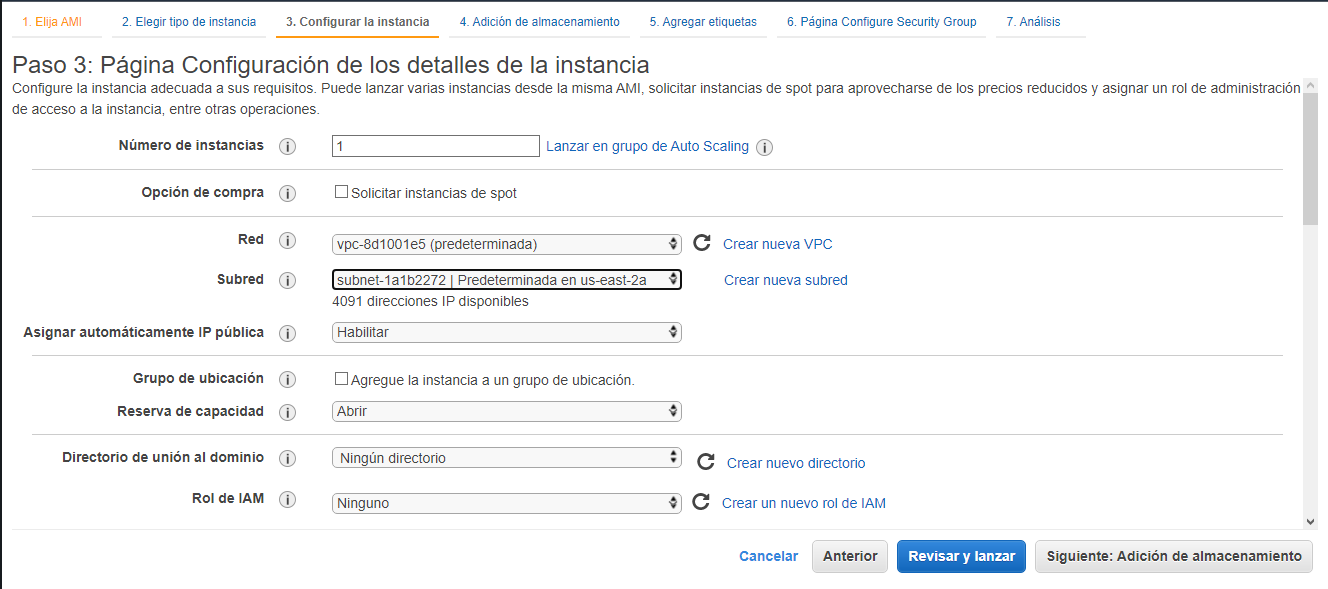 1. Elija AMI 2. Elegir tipo de instancia 3. Configurar la instancia 4. Adición de almacenamiento 5. Agregar etiquetas 6. Página Configure Security Group 7. Análisis
Paso 3: Página Configuración de los detalles de la instancia
Configure la instancia adecuada a sus requisitos. Puede lanzar varias instancias desde la misma AMI, solicitar instancias de spot para aprovecharse de los precios reducidos y asignar un rol de administración
de acceso a la instancia, entre otras operaciones.
Número de instancias i 1 Lanzar en grupo de Auto Scaling i
Opción de compra i Solicitar instancias de spot
Red i vpc-8d1001e5 (predeterminada) Crear nueva VPC
Subred i subnet-1a1b2272 | Predeterminada en us-east-2a Crear nueva subred
4091 direcciones IP disponibles
Asignar automáticamente IP pública i Habilitar
Grupo de ubicación i Agregue la instancia a un grupo de ubicación.
Reserva de capacidad i Abrir
Directorio de unión al dominio i Ningún directorio Crear nuevo directorio
Rol de IAM i Ninguno Crear un nuevo rol de IAM
Cancelar Anterior Revisar y lanzar Siguiente: Adición de almacenamiento